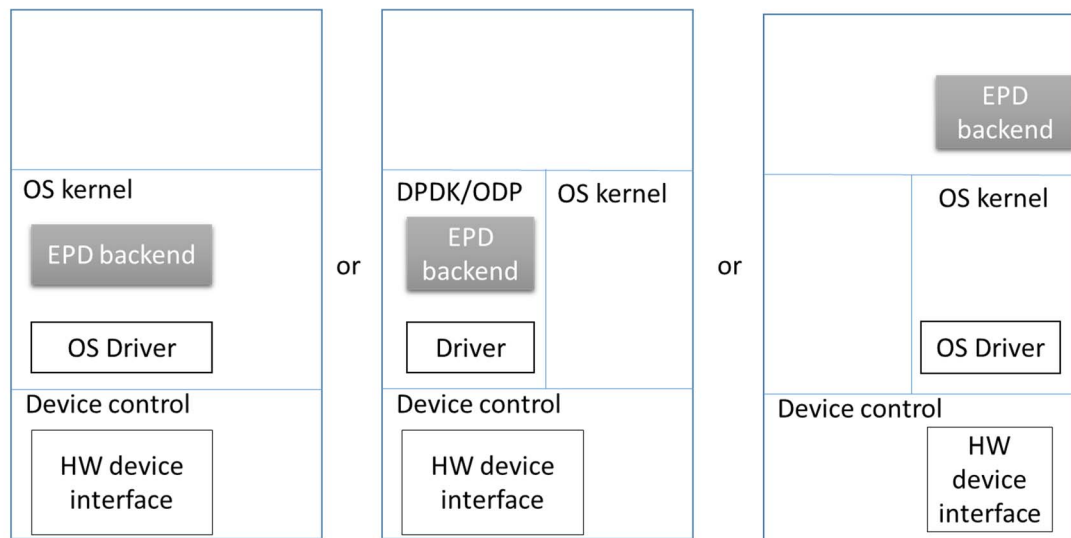 OS kernel
EPD backend
OS Driver
Device control
HW device
interface
or
DPDK/ODP
OS kernel
EPD
backend
Driver
Device control
HW device
interface
or
EPD
backend
OS kernel
OS Driver
Device control
HW
device
interface